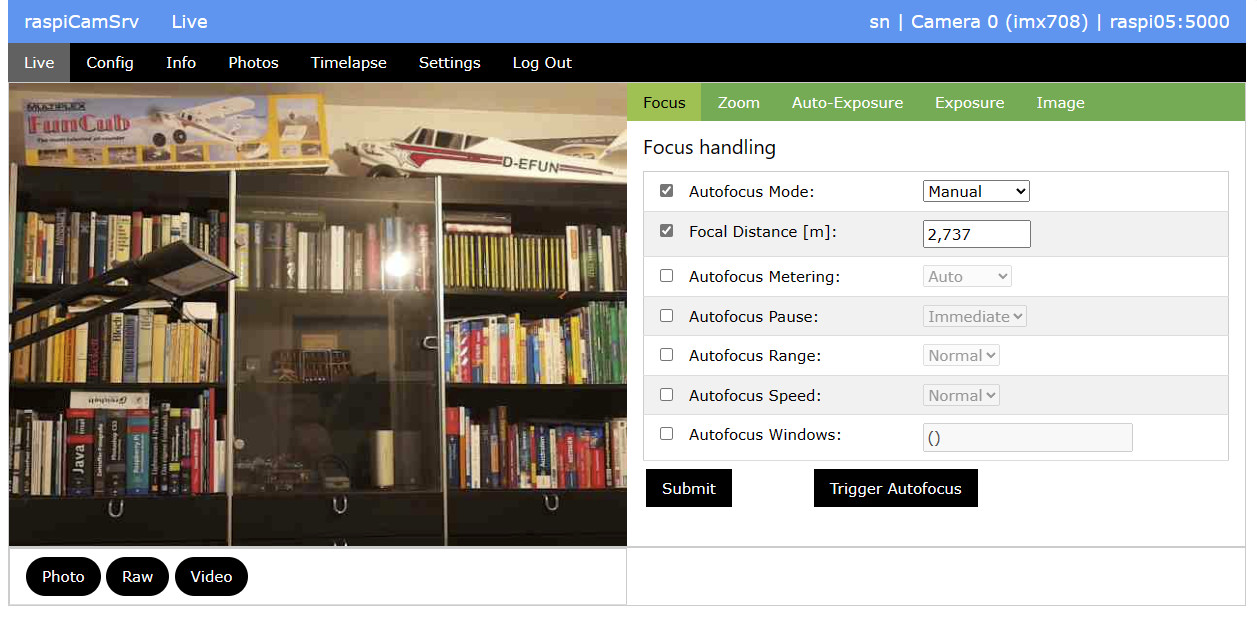 raspiCamSrv Live sn | Camera 0 (imx708) | raspi05:5000
Live Config Info Photos Timelapse Settings Log Out
MULTIPLEX
FunCub
D-EFUN
Java
Focus Zoom Auto-Exposure Exposure Image
Focus handling
Autofocus Mode: Manual
Focal Distance [m]: 2,737
Autofocus Metering: Auto
Autofocus Pause: Immediate
Autofocus Range: Normal
Autofocus Speed: Normal
Autofocus Windows: ()
Submit Trigger Autofocus
Photo Raw Video